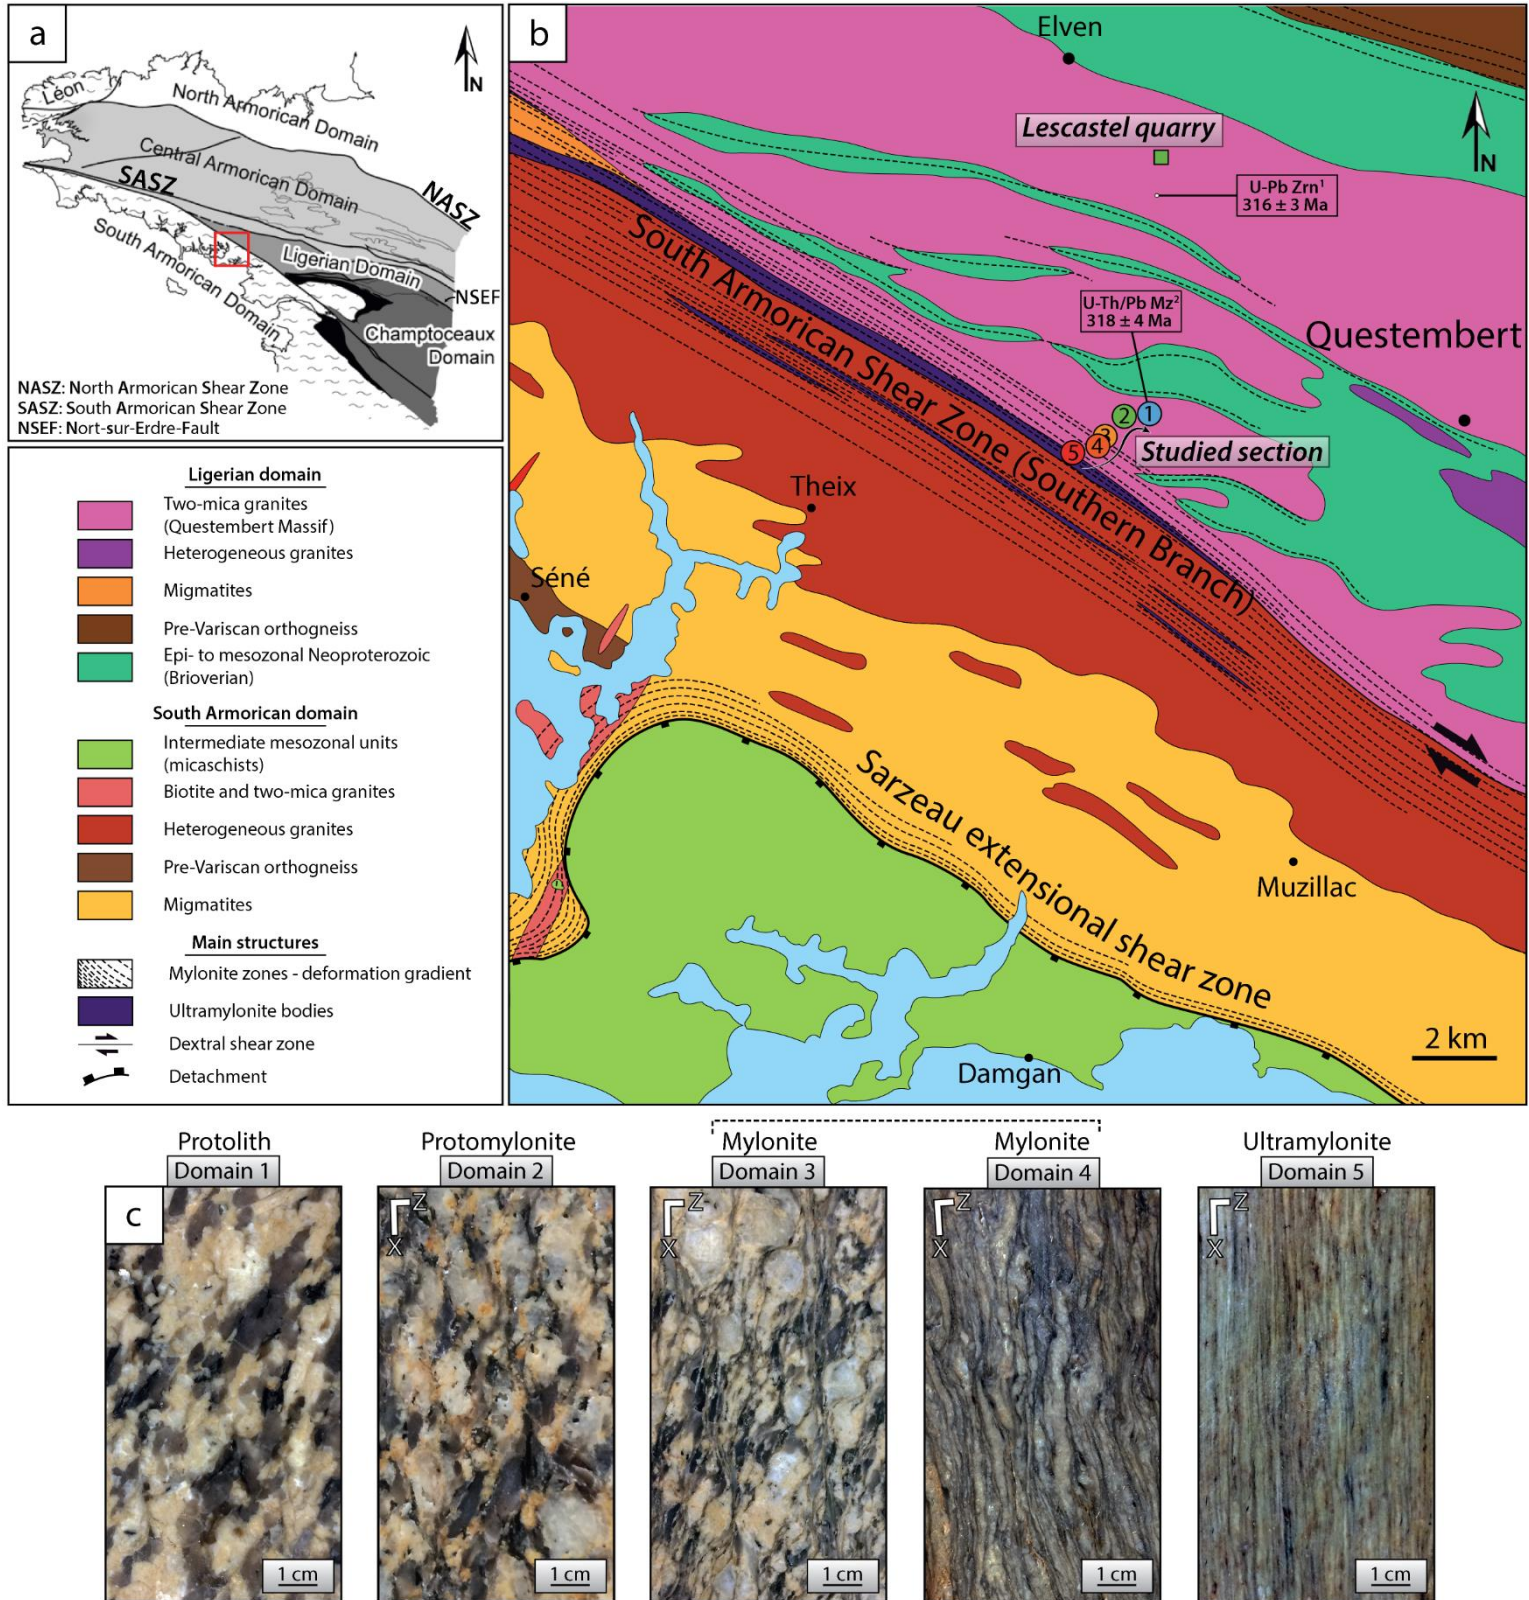 a
N
Léon
North Armorican Domain
Central Armorican Domain
SASZ
NASZ
South Armorican Domain
Ligerian Domain
NSEF
Champtoceaux
Domain
NASZ: North Armorican Shear Zone
SASZ: South Armorican Shear Zone
NSEF: Nort-sur-Erdre-Fault
Ligerian domain
Two-mica granites
(Questembert Massif)
Heterogeneous granites
Migmatites
Pre-Variscan orthogneiss
Epi- to mesozonal Neoproterozoic
(Brioverian)
South Armorican domain
Intermediate mesozonal units
(micaschists)
Biotite and two-mica granites
Heterogeneous granites
Pre-Variscan orthogneiss
Migmatites
Main structures
Mylonite zones - deformation gradient
Ultramylonite bodies
Dextral shear zone
Detachment
b
Elven
N
Lescastel quarry
U-Pb Zrn¹
316 ± 3 Ma
South Armorican Shear Zone (Southern Branch)
U-Th/Pb Mz²
318 ± 4 Ma
Questembert
1
2
3
4
5
Studied section
Theix
Séné
Sarzeau extensional shear zone
Muzillac
Damgan
2 km
Protolith
Domain 1
Protomylonite
Domain 2
Mylonite
Domain 3
Mylonite
Domain 4
Ultramylonite
Domain 5
c
Z
X
Z
X
Z
X
Z
X
1 cm
1 cm
1 cm
1 cm
1 cm